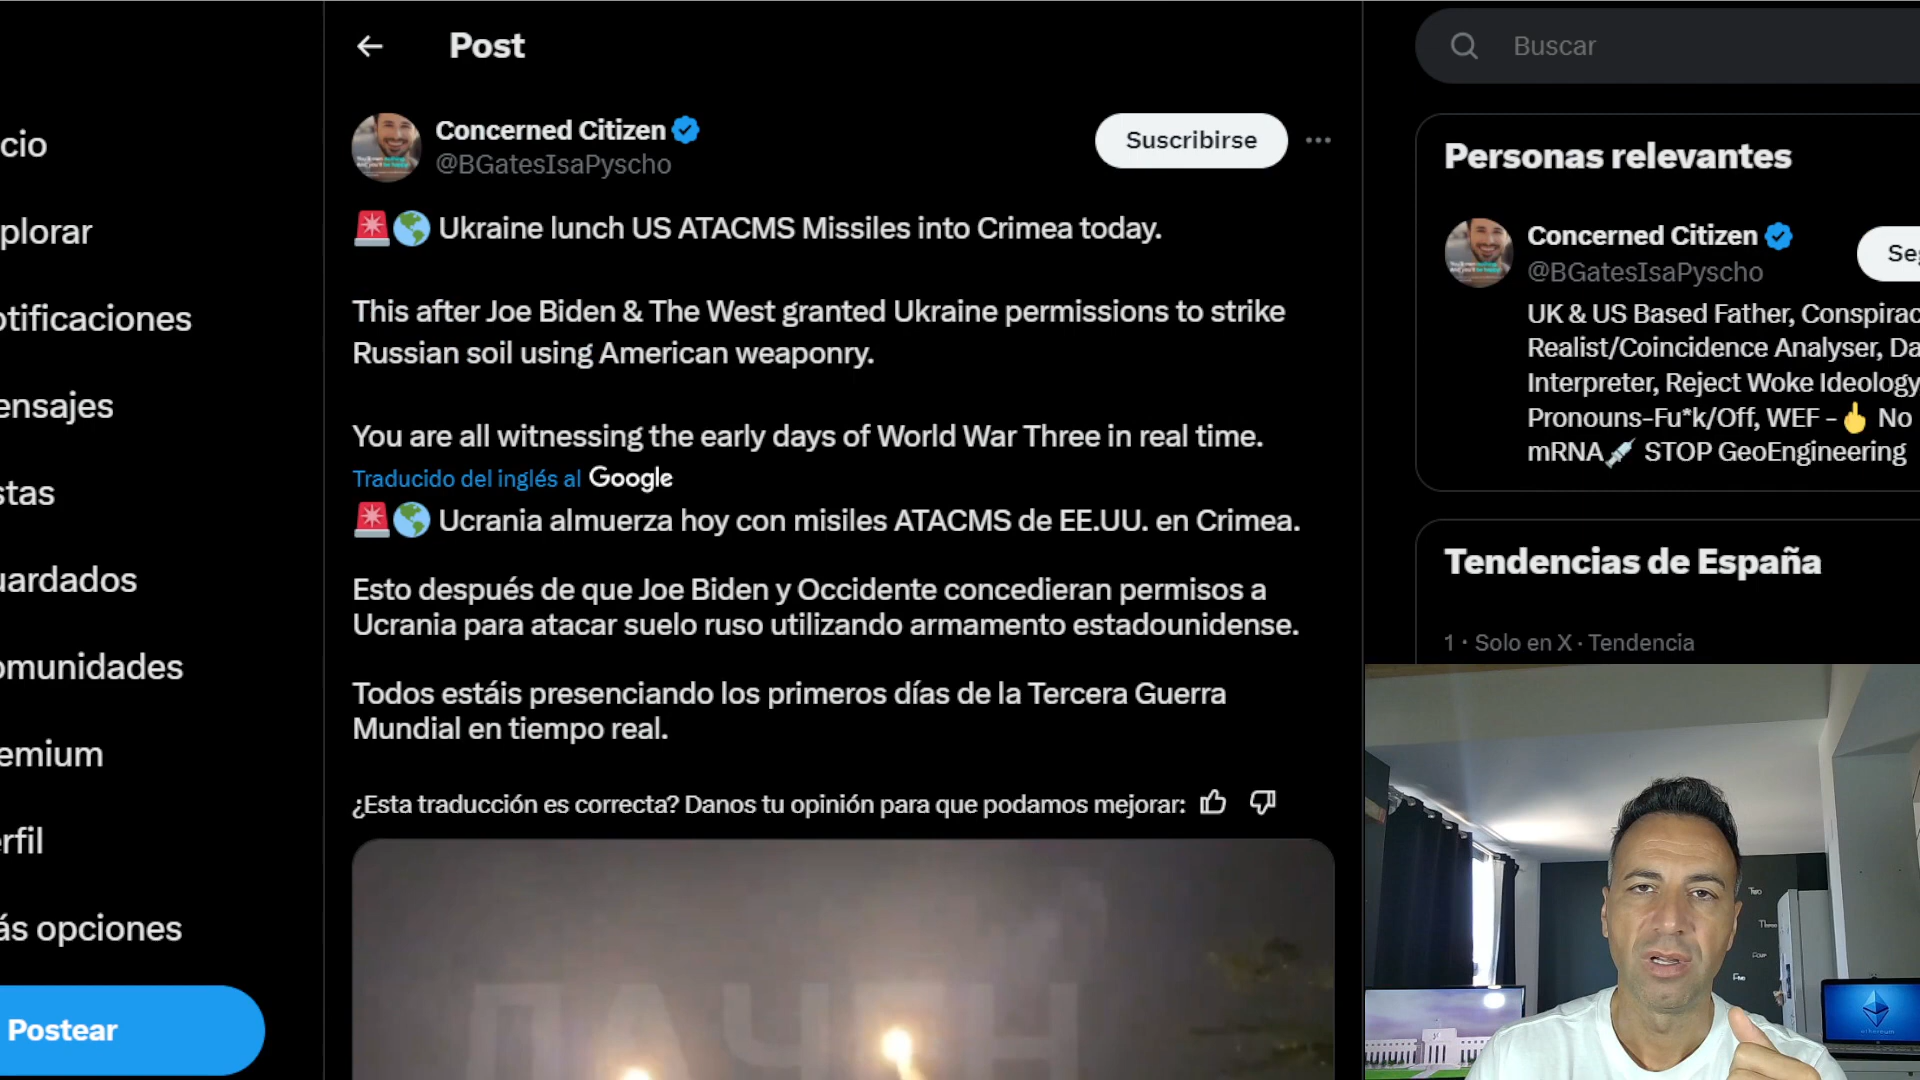 Post
Buscar
cio
plorar
otificaciones
ensajes
stas
uardados
omunidades
emium
rfil
ás opciones
Postear
Concerned Citizen
@BGatesIsaPyscho
Suscribirse
Ukraine lunch US ATACMS Missiles into Crimea today.
This after Joe Biden & The West granted Ukraine permissions to strike
Russian soil using American weaponry.
You are all witnessing the early days of World War Three in real time.
Traducido del inglés al Google
Ucrania almuerza hoy con misiles ATACMS de EE.UU. en Crimea.
Esto después de que Joe Biden y Occidente concedieran permisos a
Ucrania para atacar suelo ruso utilizando armamento estadounidense.
Todos estáis presenciando los primeros días de la Tercera Guerra
Mundial en tiempo real.
¿Esta traducción es correcta? Danos tu opinión para que podamos mejorar:
Personas relevantes
Concerned Citizen
@BGatesIsaPyscho
Seg
UK & US Based Father, Conspirac
Realist/Coincidence Analyser, Da
Interpreter, Reject Woke Ideology,
Pronouns-Fu*k/Off, WEF - No
mRNA STOP GeoEngineering
Tendencias de España
1 · Solo en X · Tendencia
Two
Three
Four
Five
ethereum